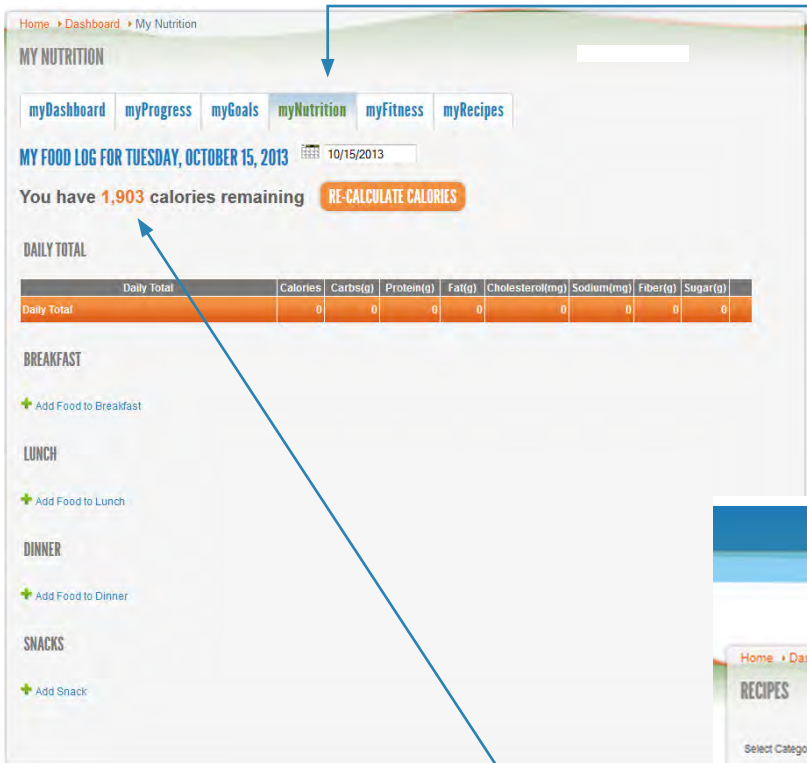 Home › Dashboard › My Nutrition
MY NUTRITION
myDashboard myProgress myGoals myNutrition myFitness myRecipes
MY FOOD LOG FOR TUESDAY, OCTOBER 15, 2013 10/15/2013
You have 1,903 calories remaining RE-CALCULATE CALORIES
DAILY TOTAL
Daily Total Calories Carbs(g) Protein(g) Fat(g) Cholesterol(mg) Sodium(mg) Fiber(g) Sugar(g)
Daily Total 0 0 0 0 0 0 0 0
BREAKFAST
Add Food to Breakfast
LUNCH
Add Food to Lunch
DINNER
Add Food to Dinner
SNACKS
Add Snack
Home › Das
RECIPES
Select Catego